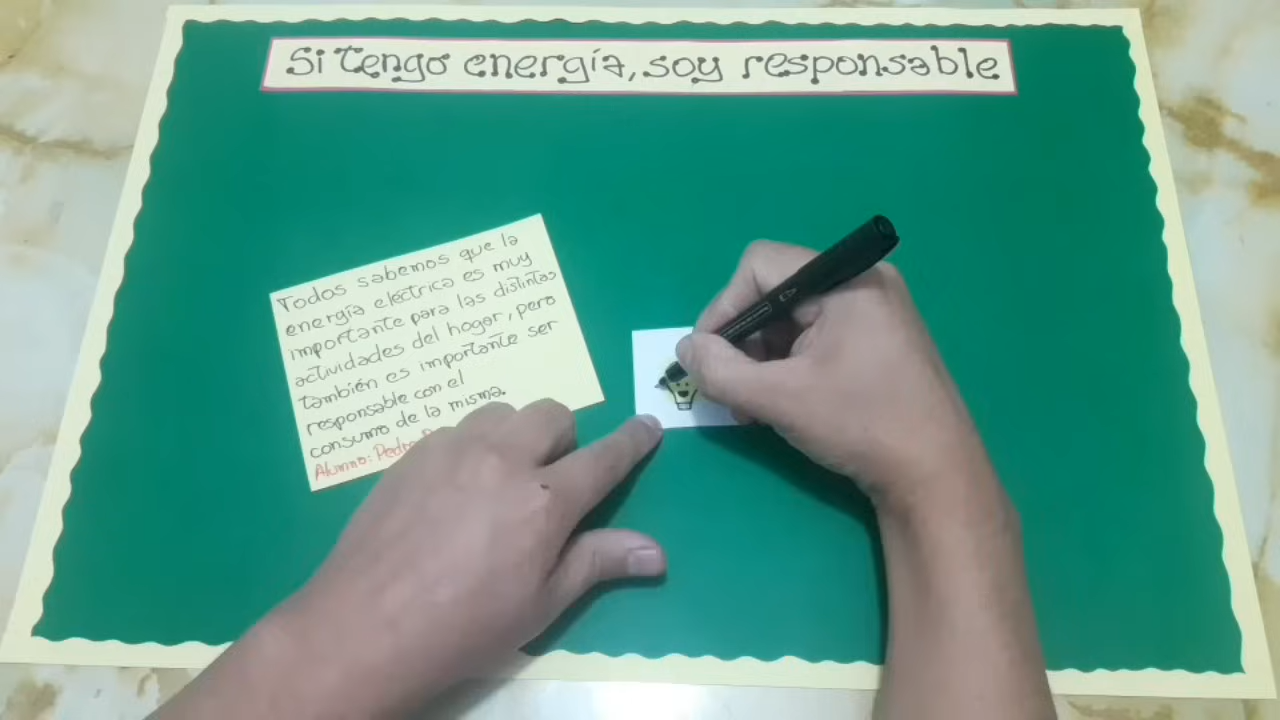 Si tengo energía, soy responsable
Todos sabemos que la
energía eléctrica es muy
importante para las distintas
actividades del hogar, pero
también es importante ser
responsable con el
consumo de la misma.
Alumno: Pedro